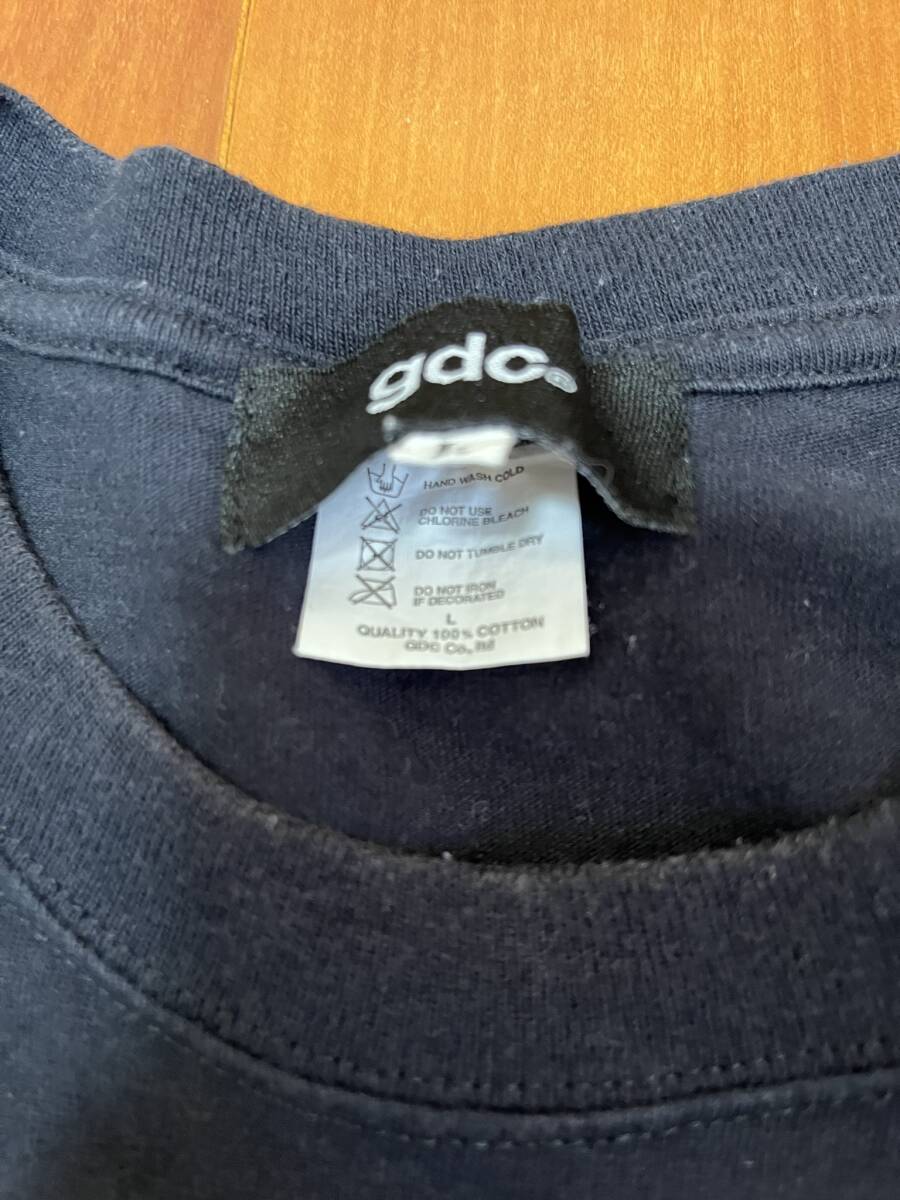 gdc®
HAND WASH COLD
DO NOT USE
CHLORINE BLEACH
DO NOT TUMBLE DRY
DO NOT IRON
IF DECORATED
L
QUALITY 100% COTTON
GDC Co., ltd